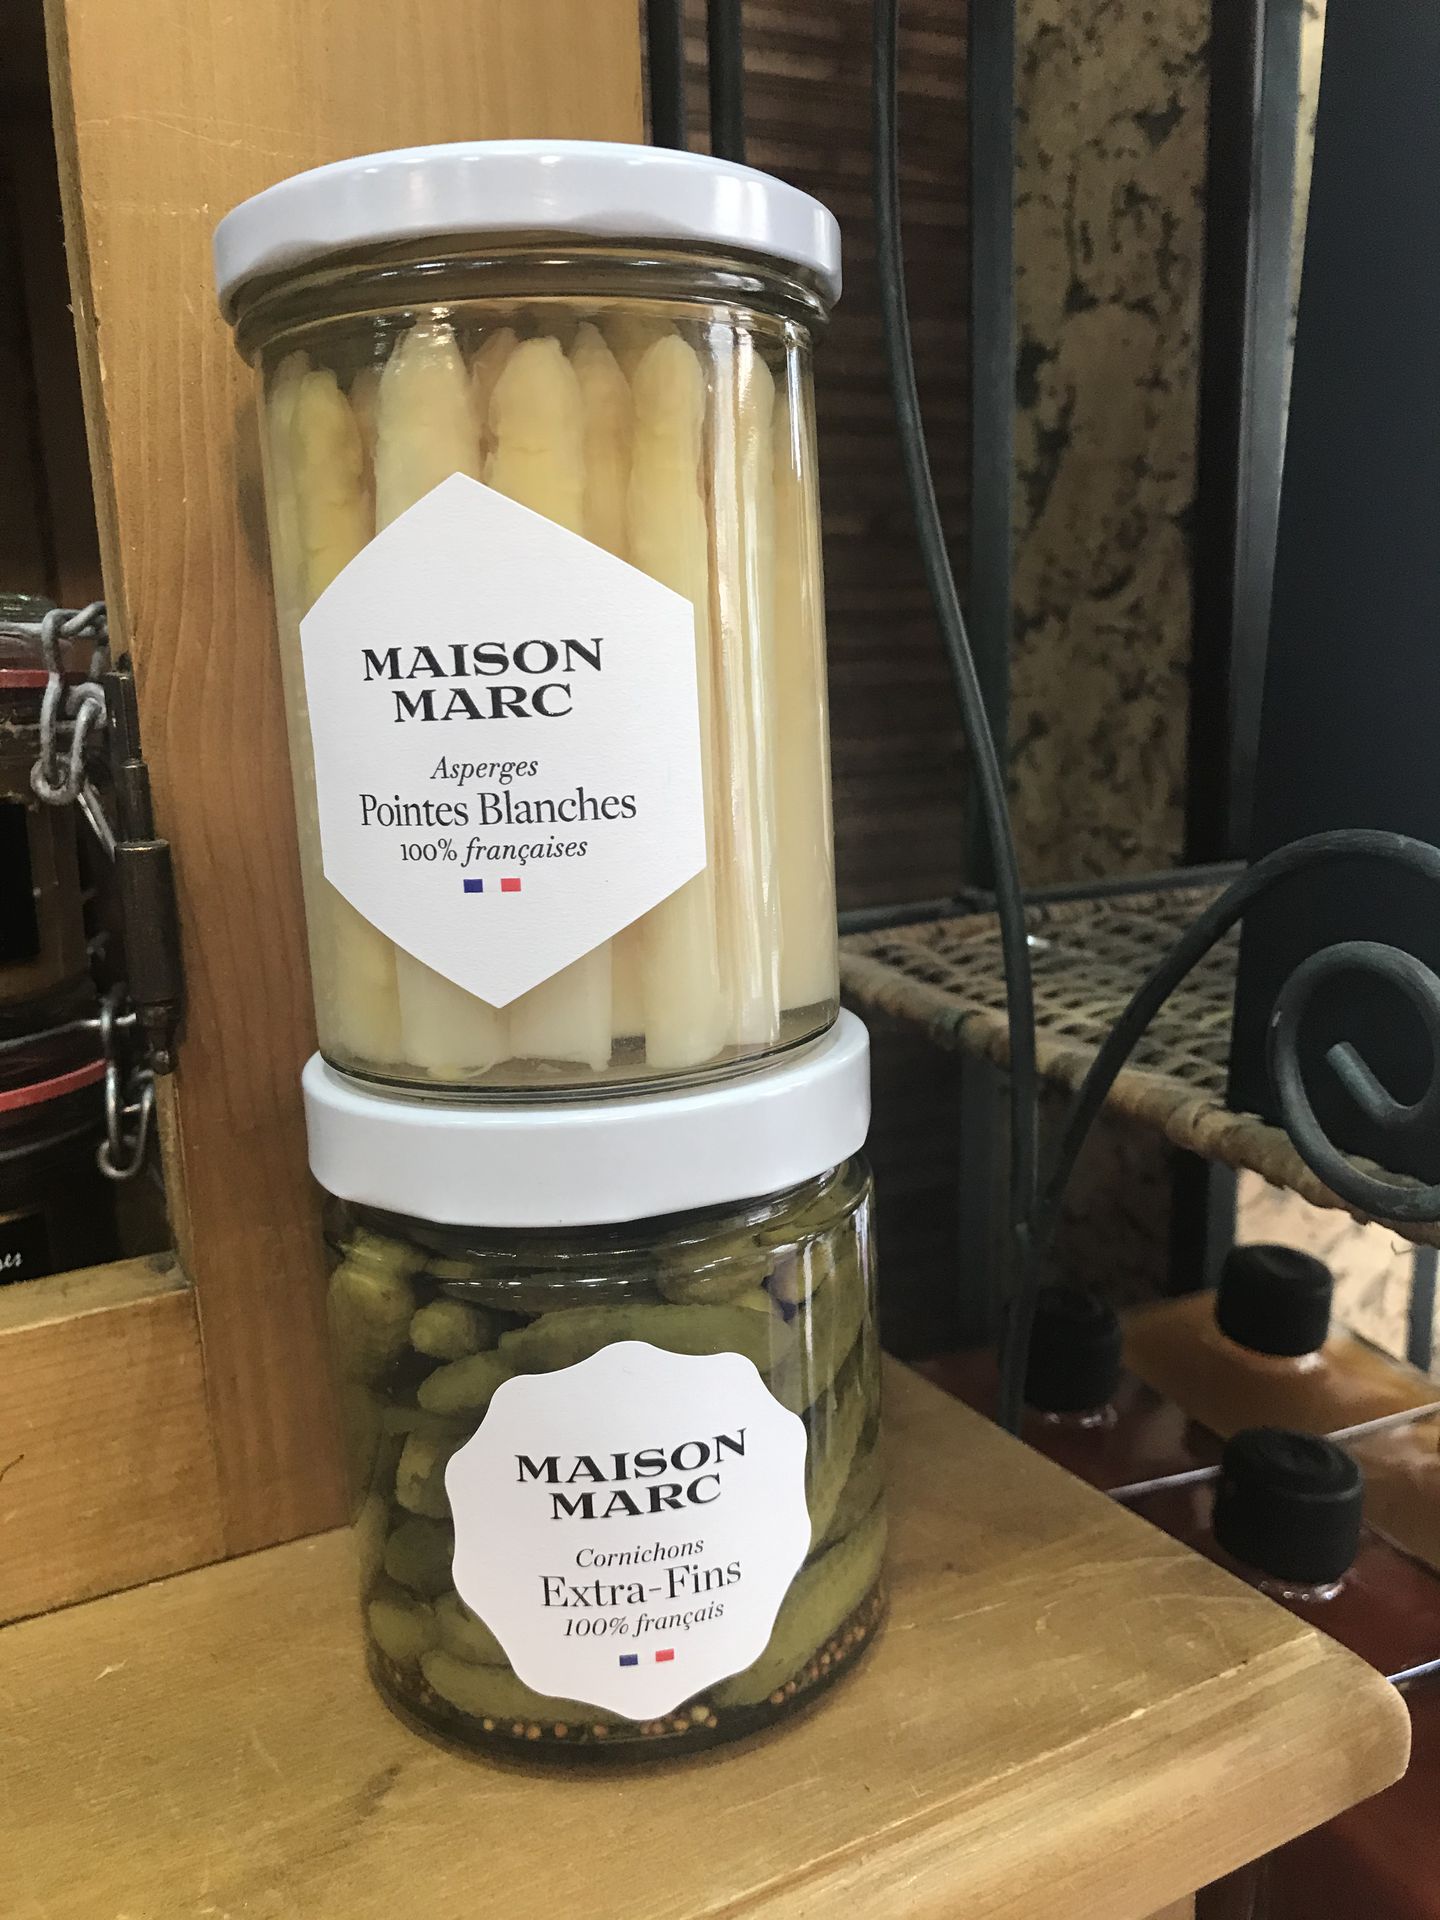 MAISON
MARC
Asperges
Pointes Blanches
100% françaises
MAISON
MARC
Cornichons
Extra-Fins
100% français